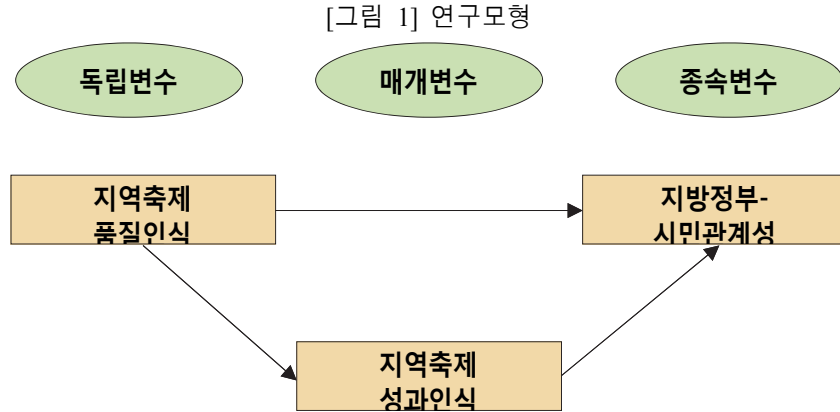 [그림 1] 연구모형
독립변수
매개변수
종속변수
지역축제
품질인식
지방정부-
시민관계성
지역축제
성과인식